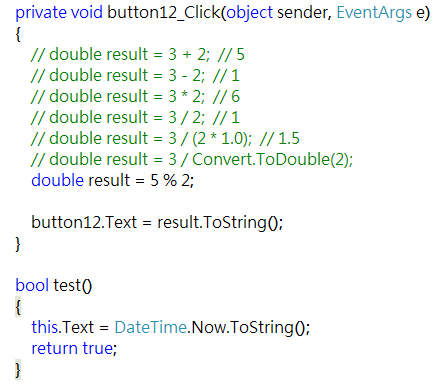 private void button12_Click(object sender, EventArgs e)
{
// double result = 3 + 2; // 5
// double result = 3 - 2; // 1
// double result = 3 * 2; // 6
// double result = 3 / 2; // 1
// double result = 3 / (2 * 1.0); // 1.5
// double result = 3 / Convert.ToDouble(2);
double result = 5 % 2;
button12.Text = result.ToString();
}
bool test()
{
this.Text = DateTime.Now.ToString();
return true;
}